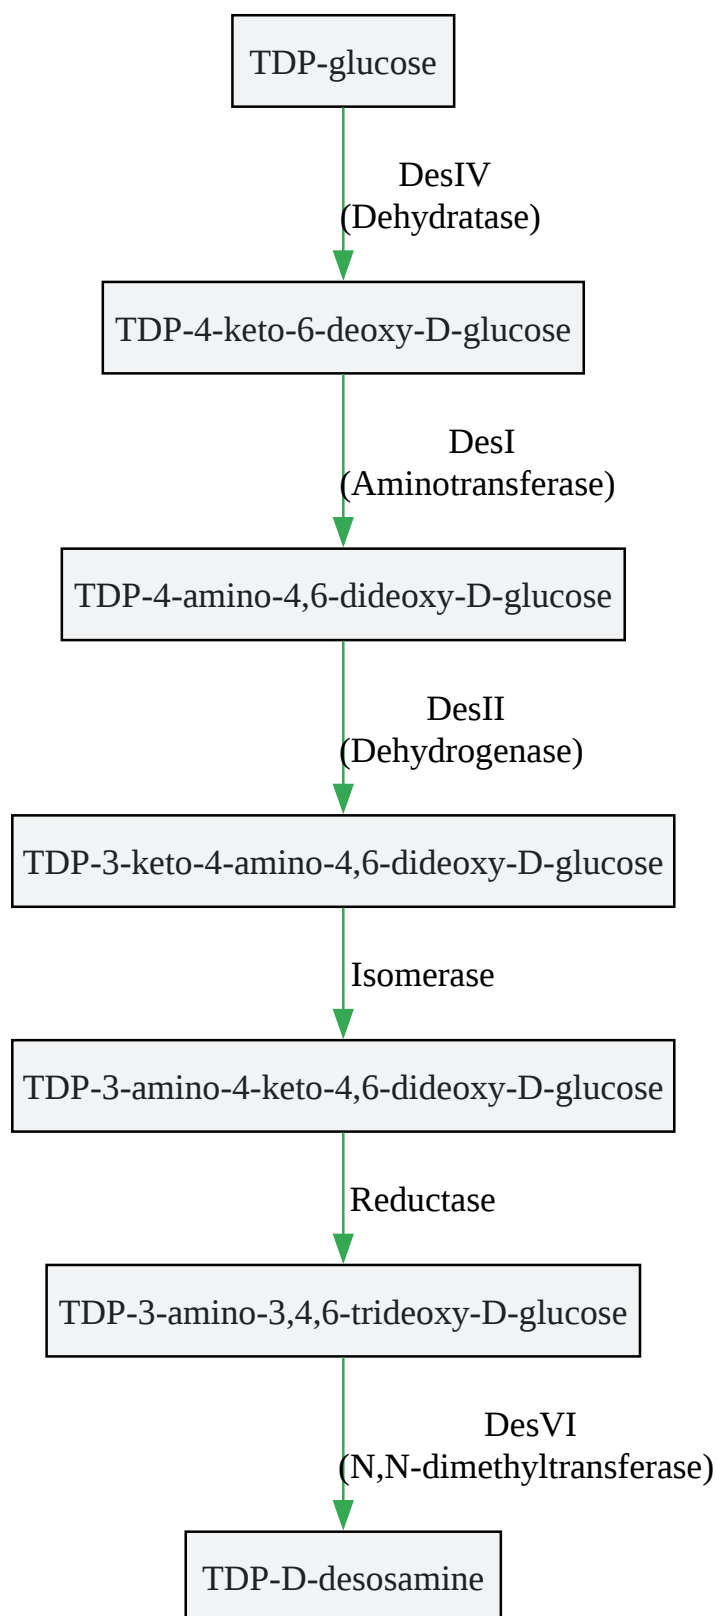 TDP-glucose
DesIV
(Dehydratase)
TDP-4-keto-6-deoxy-D-glucose
DesI
(Aminotransferase)
TDP-4-amino-4,6-dideoxy-D-glucose
DesII
(Dehydrogenase)
TDP-3-keto-4-amino-4,6-dideoxy-D-glucose
Isomerase
TDP-3-amino-4-keto-4,6-dideoxy-D-glucose
Reductase
TDP-3-amino-3,4,6-trideoxy-D-glucose
DesVI
(N,N-dimethyltransferase)
TDP-D-desosamine